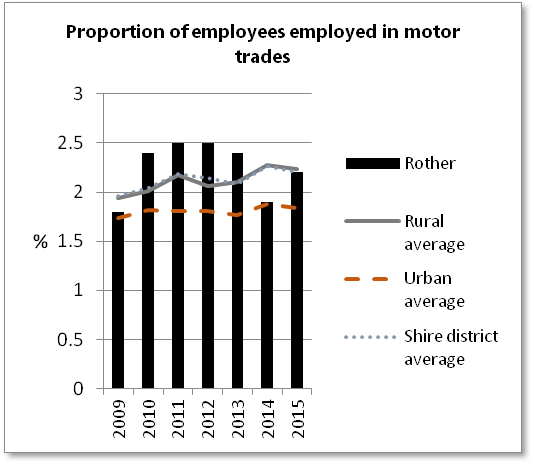 Proportion of employees employed in motor
trades
3
2.5
2
1.5
1
0.5
0
%
2009
2010
2011
2012
2013
2014
2015
Rother
Rural
average
Urban
average
Shire district
average